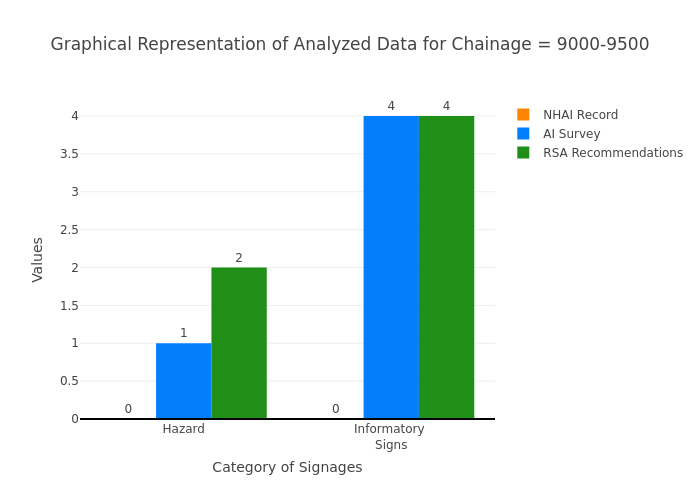 Graphical Representation of Analyzed Data for Chainage = 9000-9500
NHAI Record
AI Survey
RSA Recommendations
Values
4
3.5
3
2.5
2
1.5
1
0.5
0
0
1
2
0
4
4
Hazard
Informatory
Signs
Category of Signages